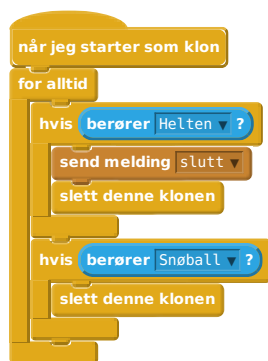 når jeg starter som klon
for alltid
hvis berører Helten ?
send melding slutt
slett denne klonen
hvis berører Snøball ?
slett denne klonen